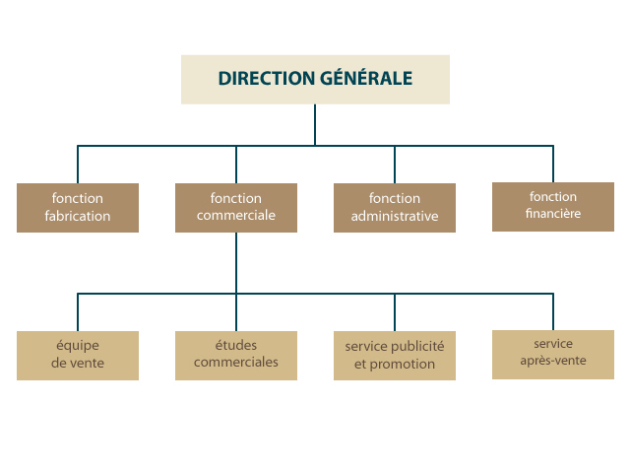 DIRECTION GÉNÉRALE
fonction
fabrication
fonction
commerciale
fonction
administrative
fonction
financière
équipe
de vente
études
commerciales
service publicité
et promotion
service
après-vente